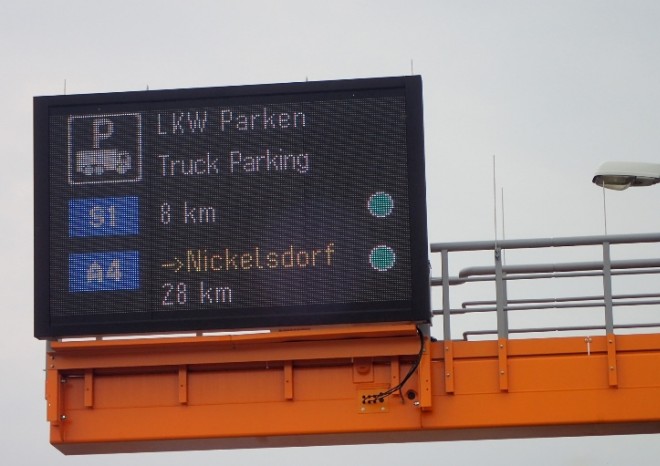 P
LKW Parken
Truck Parking
S1 8 km
A4 →Nickelsdorf
28 km